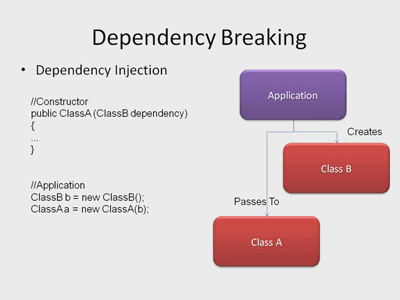 Dependency Breaking
• Dependency Injection
//Constructor
public ClassA (ClassB dependency)
{
...
}
//Application
ClassB b = new ClassB();
ClassA a = new ClassA(b);
Application
Creates
Class B
Passes To
Class A